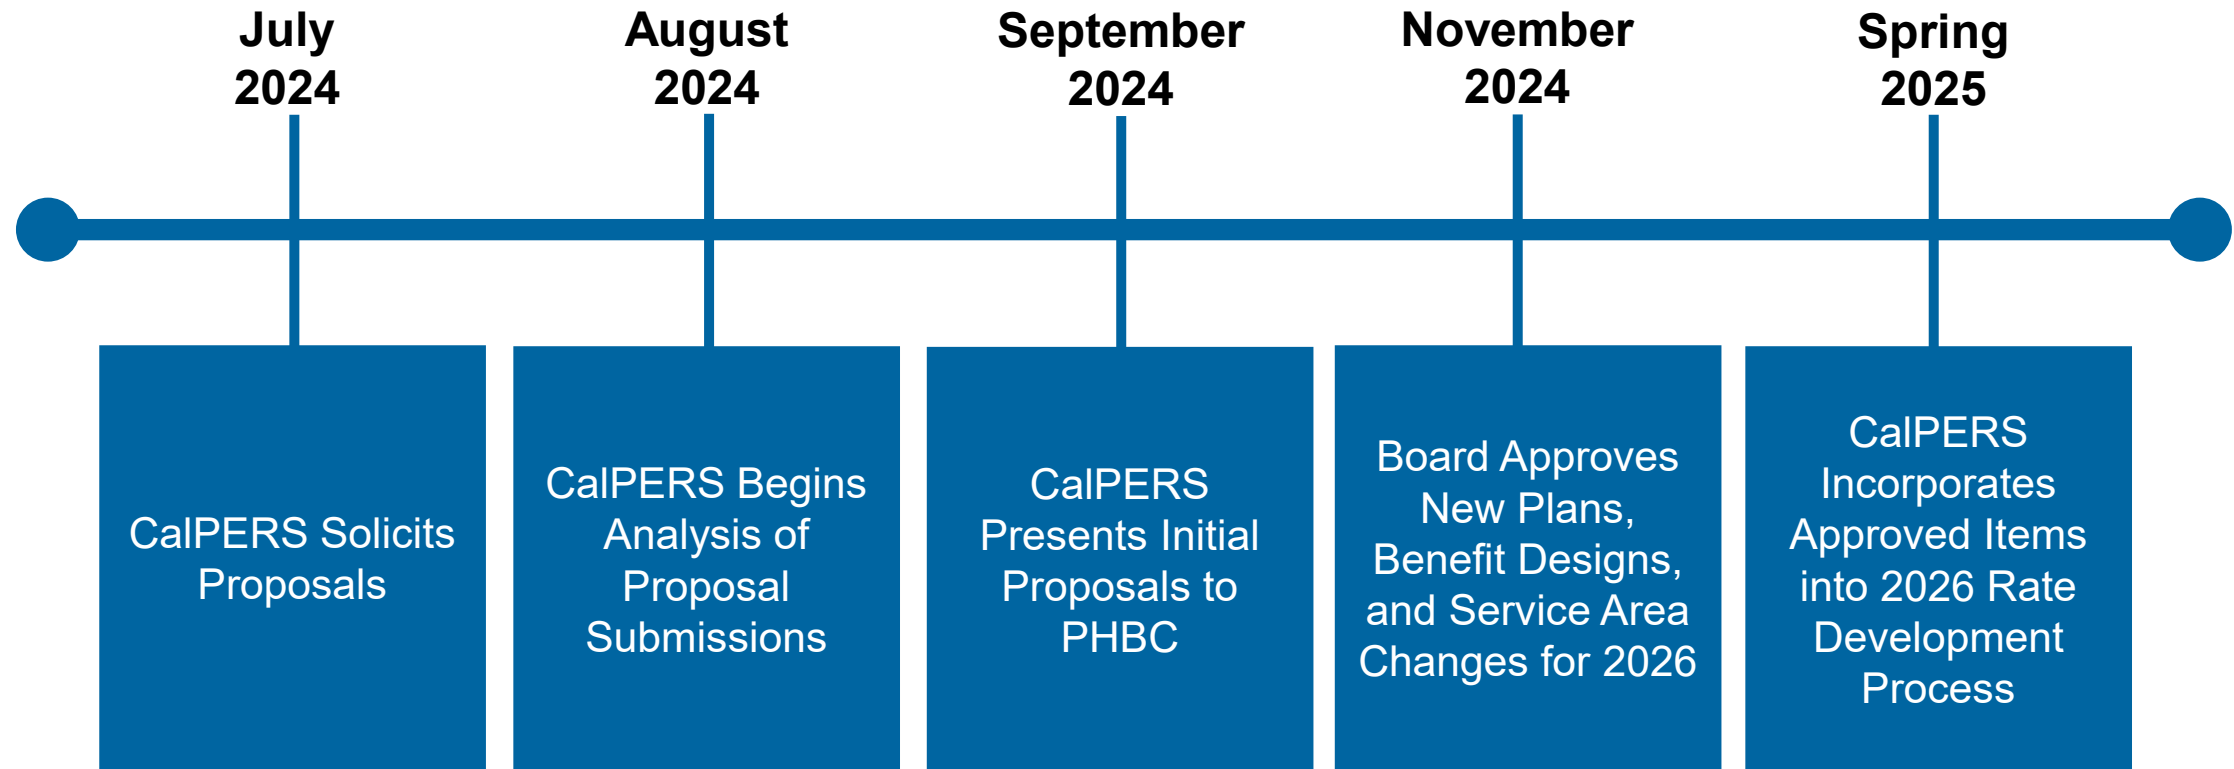 July
2024
August
2024
September
2024
November
2024
Spring
2025
CalPERS Solicits
Proposals
CalPERS Begins
Analysis of
Proposal
Submissions
CalPERS
Presents Initial
Proposals to
PHBC
Board Approves
New Plans,
Benefit Designs,
and Service Area
Changes for 2026
CalPERS
Incorporates
Approved Items
into 2026 Rate
Development
Process